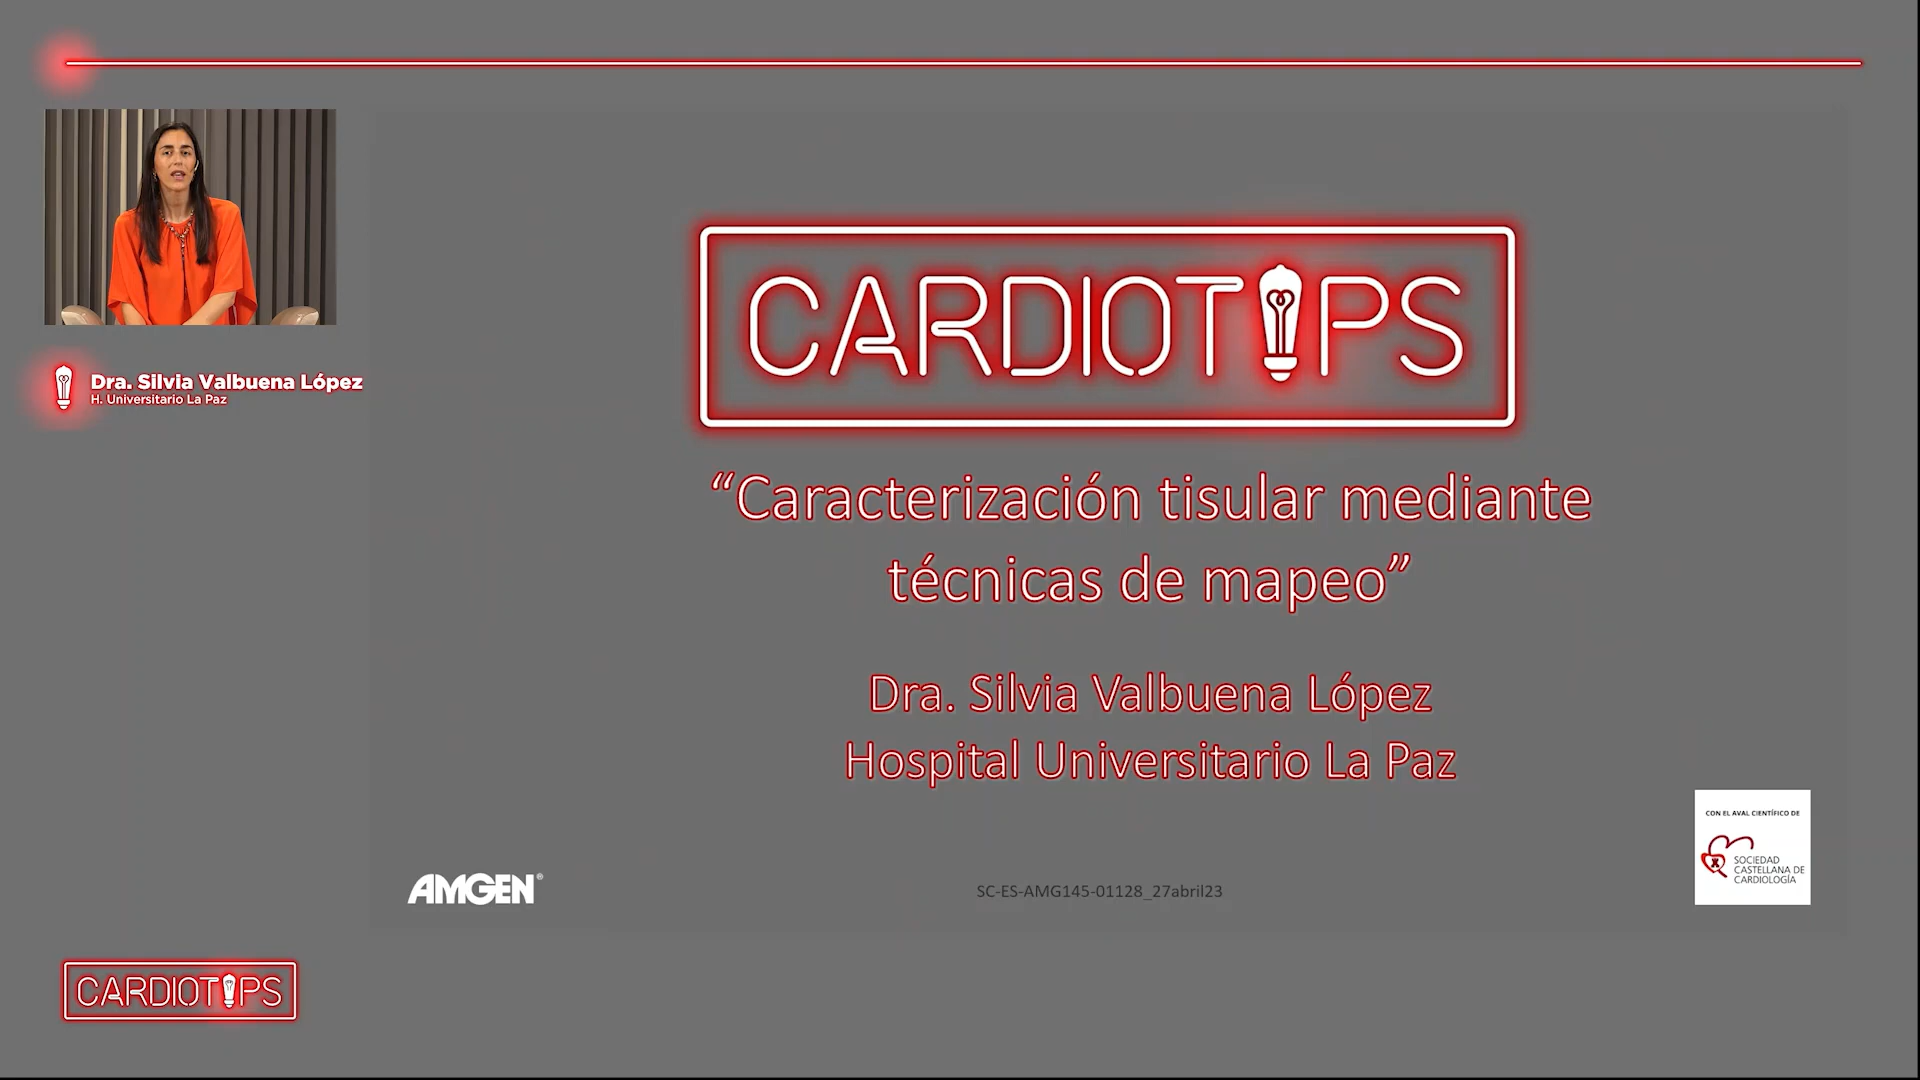 Dra. Silvia Valbuena López
H. Universitario La Paz
CARDIOTIPS
“Caracterización tisular mediante
técnicas de mapeo”
Dra. Silvia Valbuena López
Hospital Universitario La Paz
CON EL AVAL CIENTÍFICO DE
SOCIEDAD
CASTELLANA DE
CARDIOLOGÍA
AMGEN®
SC-ES-AMG145-01128_27abril23
CARDIOTIPS